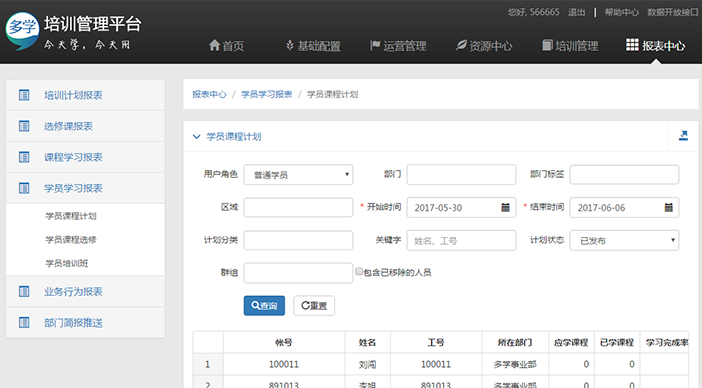 您好, 566665 退出 | 帮助中心 数据开放接口
多学 培训管理平台
今天学, 今天用
首页 基础配置 运营管理 资源中心 培训管理 报表中心
培训计划报表
选修课报表
课程学习报表
学员学习报表
学员课程计划
学员课程选修
学员培训班
业务行为报表
部门简报推送
报表中心 / 学员学习报表 / 学员课程计划
学员课程计划
用户角色 普通学员 部门 部门标签
区域 * 开始时间 2017-05-30 * 结束时间 2017-06-06
计划分类 关键字 姓名、工号 计划状态 已发布
群组 包含已移除的人员
查询 重置
帐号 姓名 工号 所在部门 应学课程 已学课程 学习完成率
1 100011 刘闯 100011 多学事业部 0 0
2 891013 891013 多学事业部 0 0